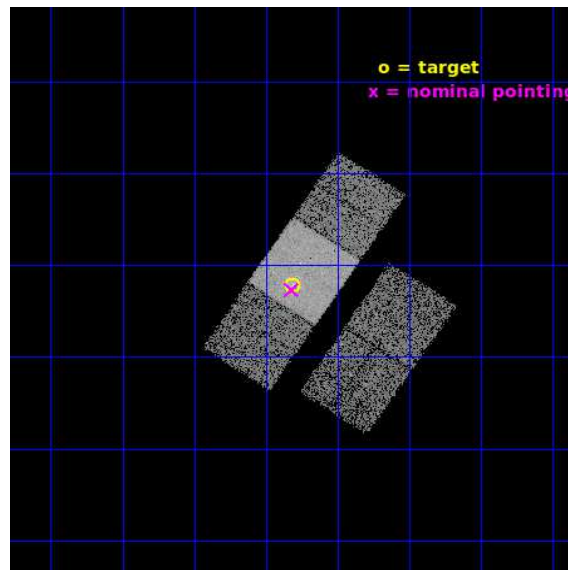 o = target
x = nominal pointing